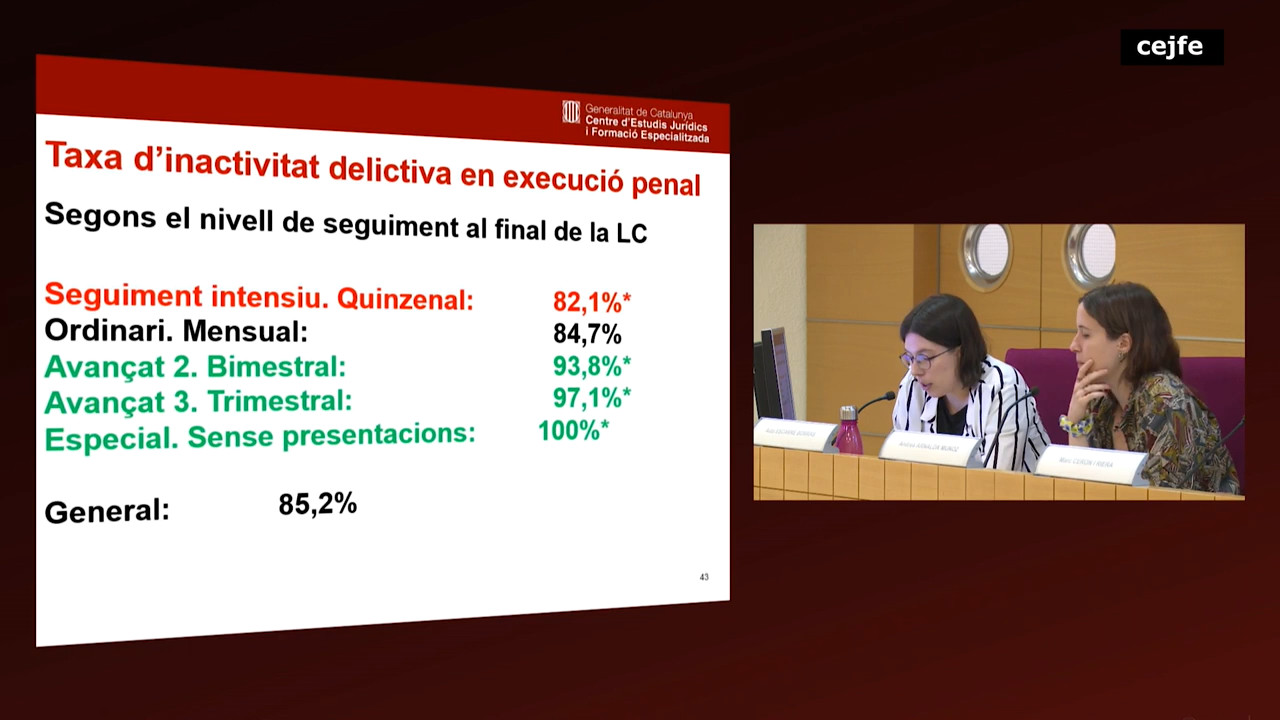 cejfe
Generalitat de Catalunya
Centre d'Estudis Jurídics
i Formació Especialitzada
Taxa d'inactivitat delictiva en execució penal
Segons el nivell de seguiment al final de la LC
Seguiment intensiu. Quinzenal: 82,1%*
Ordinari. Mensual: 84,7%
Avançat 2. Bimestral: 93,8%*
Avançat 3. Trimestral: 97,1%*
Especial. Sense presentacions: 100%*
General: 85,2%
43